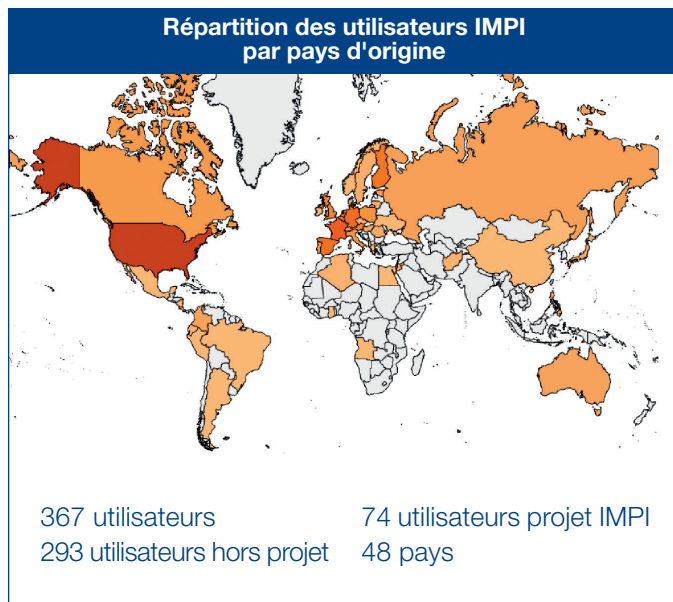 Répartition des utilisateurs IMPI
par pays d'origine
367 utilisateurs
74 utilisateurs projet IMPI
293 utilisateurs hors projet
48 pays